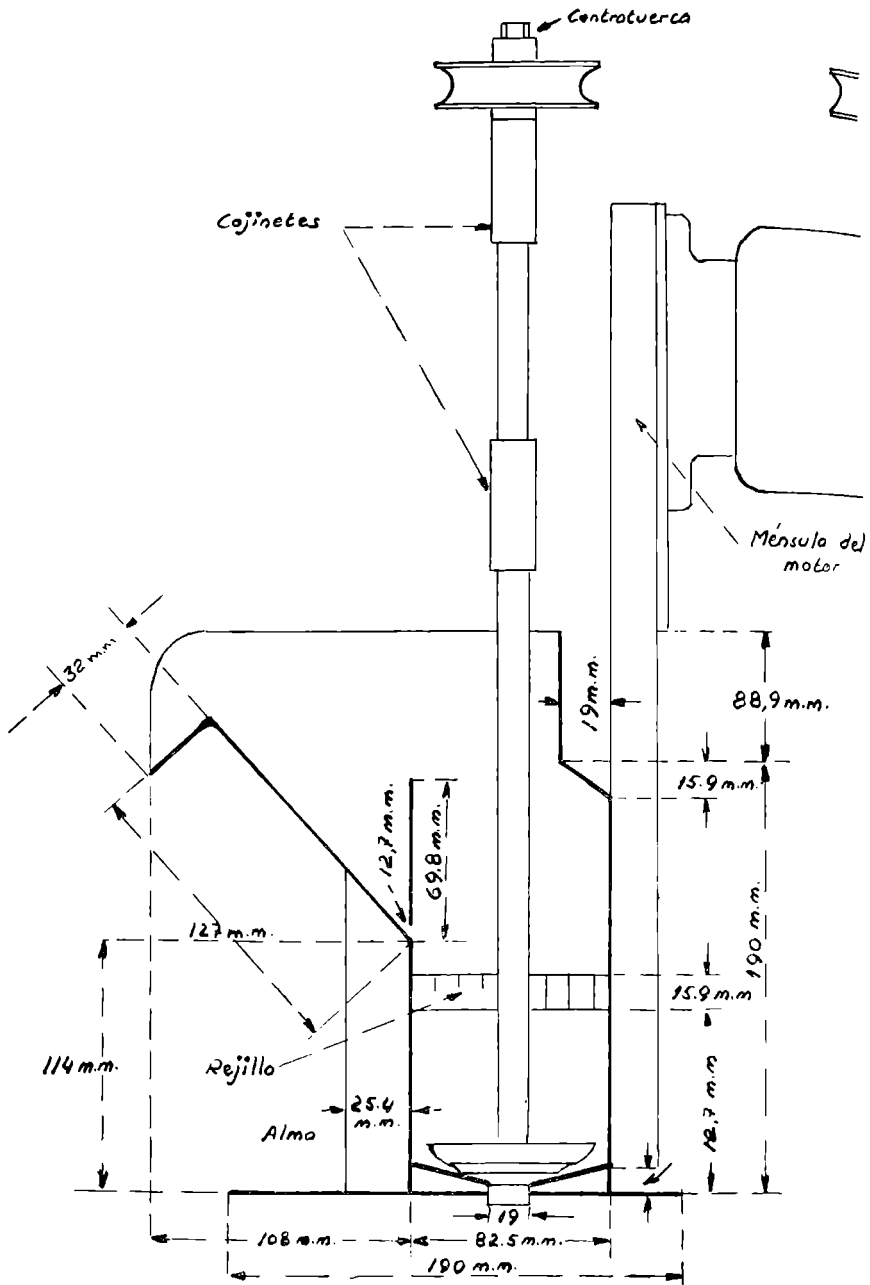 Contratuerca
Cojinetes
Ménsula del
motor
32 m.m.
19 m.m.
88,9 m.m.
15.9 m.m.
12,7 m.m.
69.8 m.m.
127 m.m.
190 m.m.
15.9 m.m
114 m.m.
Rejilla
25.4
m.m.
Alma
12,7 m.m
19
108 m.m.
82.5 m.m.
190 m.m.